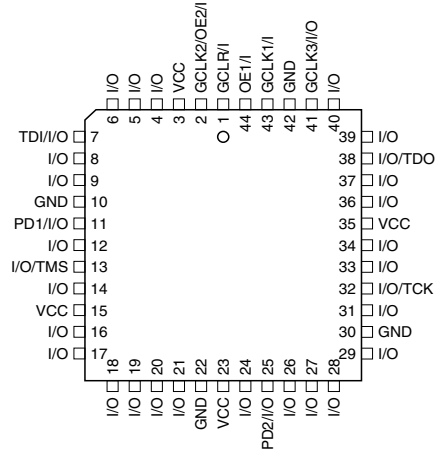 I/O
I/O
I/O
VCC
GCLK2/OE2/I
GCLR/I
OE1/I
GCLK1/I
GND
GCLK3/I/O
I/O
6 5 4 3 2 1 44 43 42 41 40
TDI/I/O 7
I/O 8
I/O 9
GND 10
PD1/I/O 11
I/O 12
I/O/TMS 13
I/O 14
VCC 15
I/O 16
I/O 17
39 I/O
38 I/O/TDO
37 I/O
36 I/O
35 VCC
34 I/O
33 I/O
32 I/O/TCK
31 I/O
30 GND
29 I/O
18 19 20 21 22 23 24 25 26 27 28
I/O
I/O
I/O
I/O
GND
VCC
I/O
PD2/I/O
I/O
I/O
I/O